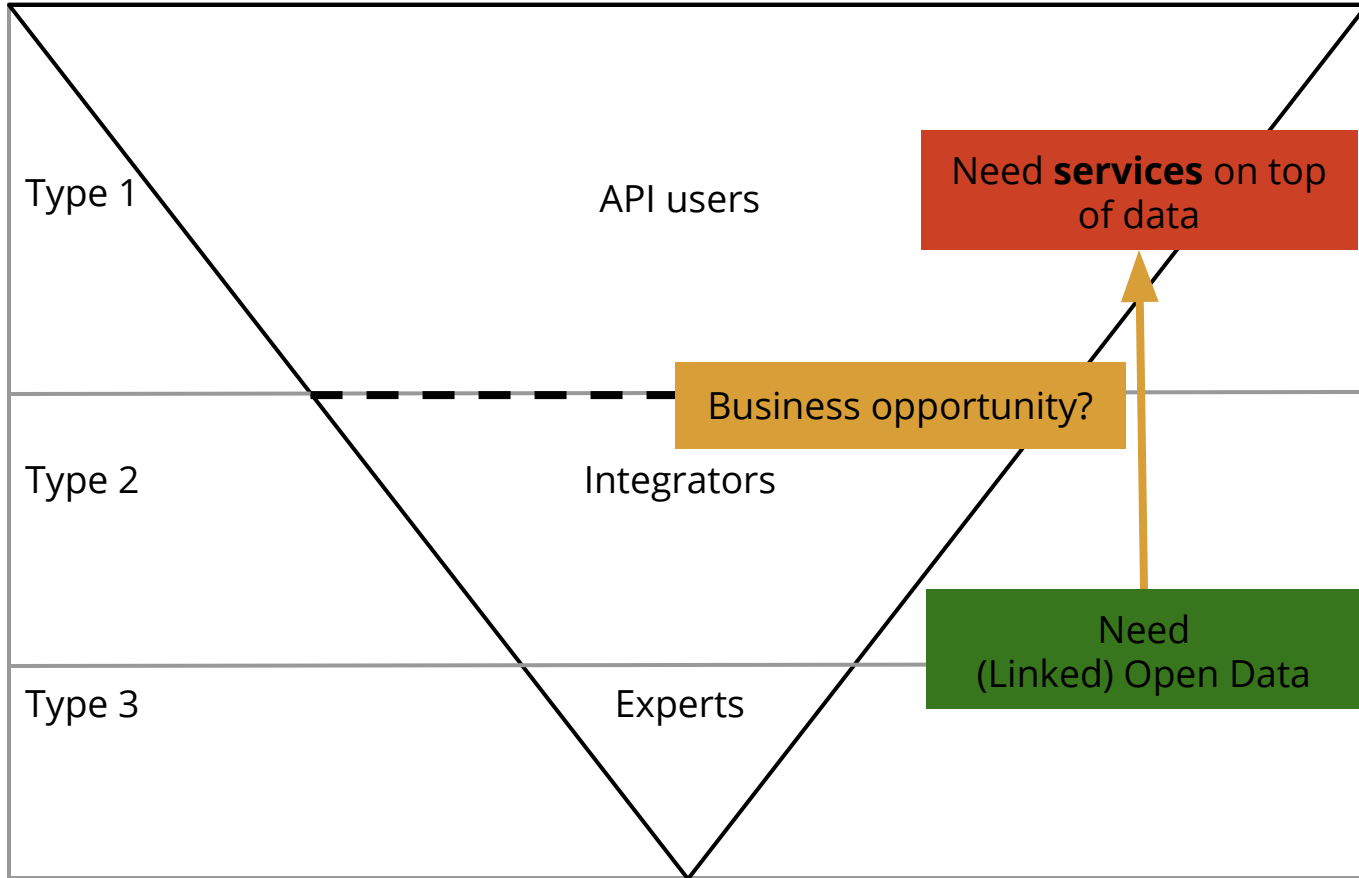 Type 1
API users
Need services on top
of data
Business opportunity?
Type 2
Integrators
Need
(Linked) Open Data
Type 3
Experts